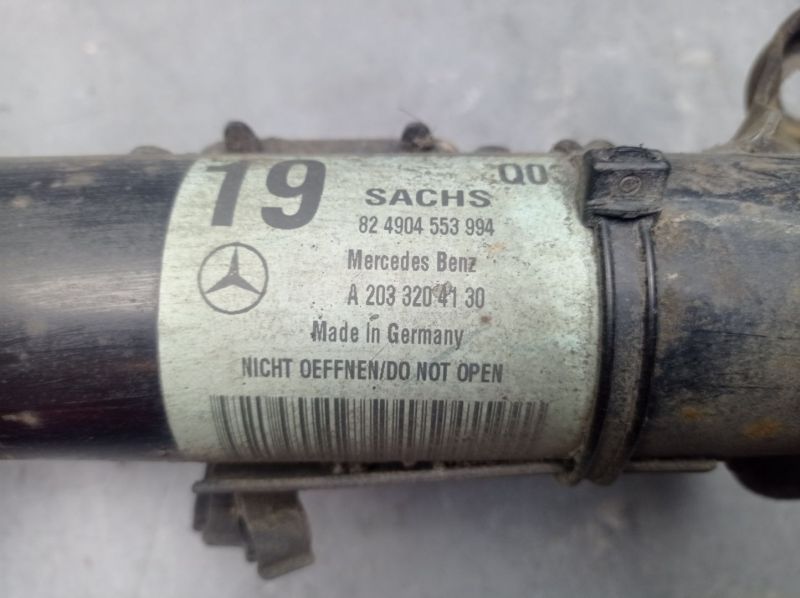 19
SACHS
Q0
82 4904 553 994
Mercedes Benz
A 203 320 41 30
Made in Germany
NICHT OEFFNEN/DO NOT OPEN